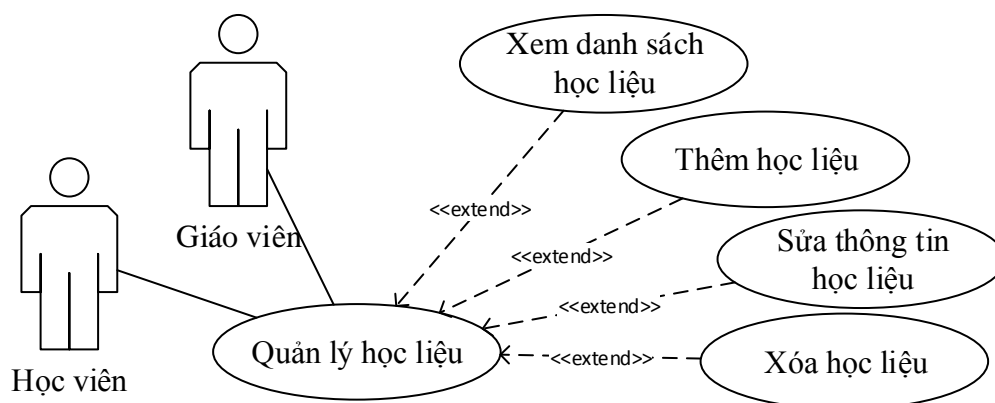 Xem danh sách
học liệu
Thêm học liệu
<<extend>>
Giáo viên
Sửa thông tin
học liệu
<<extend>>
<<extend>>
Quản lý học liệu
<<extend>>
Xóa học liệu
Học viên